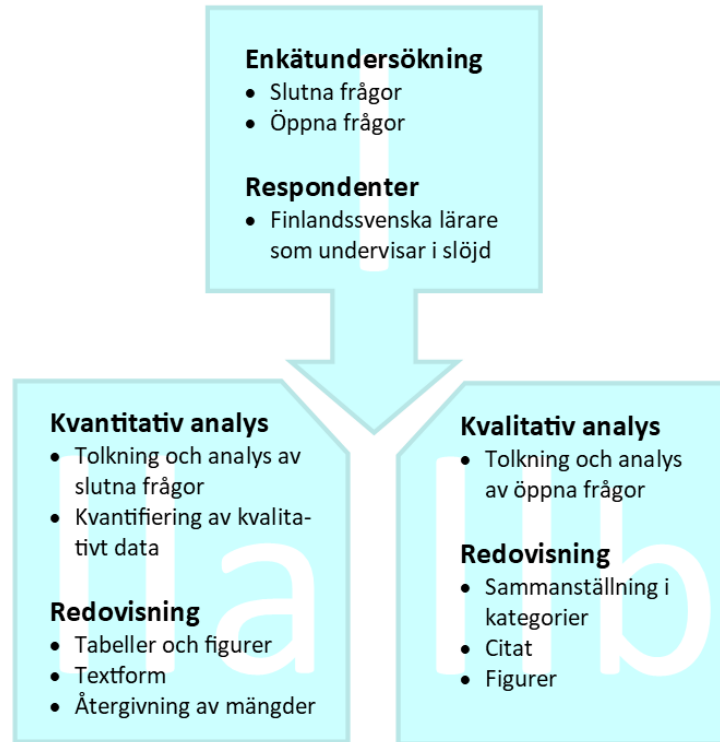 I
Enkätundersökning
• Slutna frågor
• Öppna frågor
Respondenter
• Finlandssvenska lärare
som undervisar i slöjd
IIa
Kvantitativ analys
• Tolkning och analys av
slutna frågor
• Kvantifiering av kvalita-
tivt data
Redovisning
• Tabeller och figurer
• Textform
• Återgivning av mängder
IIb
Kvalitativ analys
• Tolkning och analys
av öppna frågor
Redovisning
• Sammanställning i
kategorier
• Citat
• Figurer